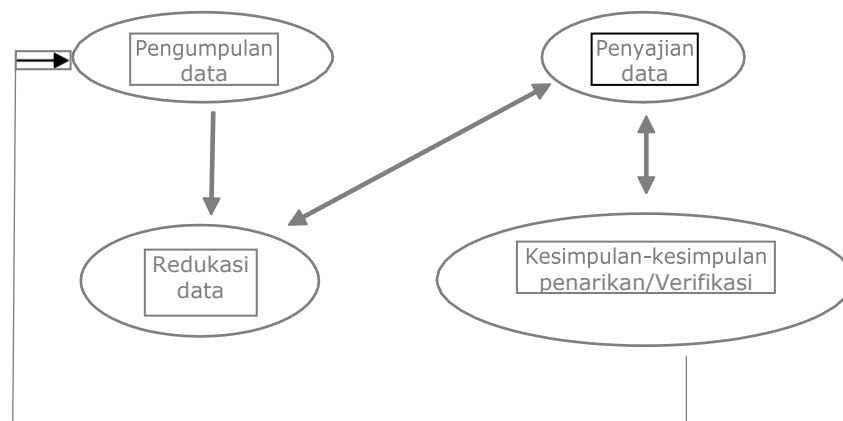 Pengumpulan
data
Penyajian
data
Redukasi
data
Kesimpulan-kesimpulan
penarikan/Verifikasi